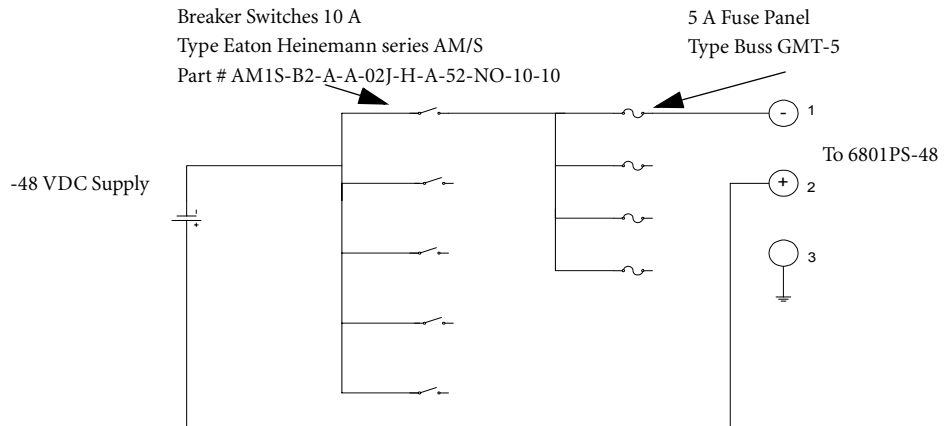 Breaker Switches 10 A
Type Eaton Heinemann series AM/S
Part # AM1S-B2-A-A-02J-H-A-52-NO-10-10
5 A Fuse Panel
Type Buss GMT-5
-48 VDC Supply
-
+
-
1
To 6801PS-48
+
2
3